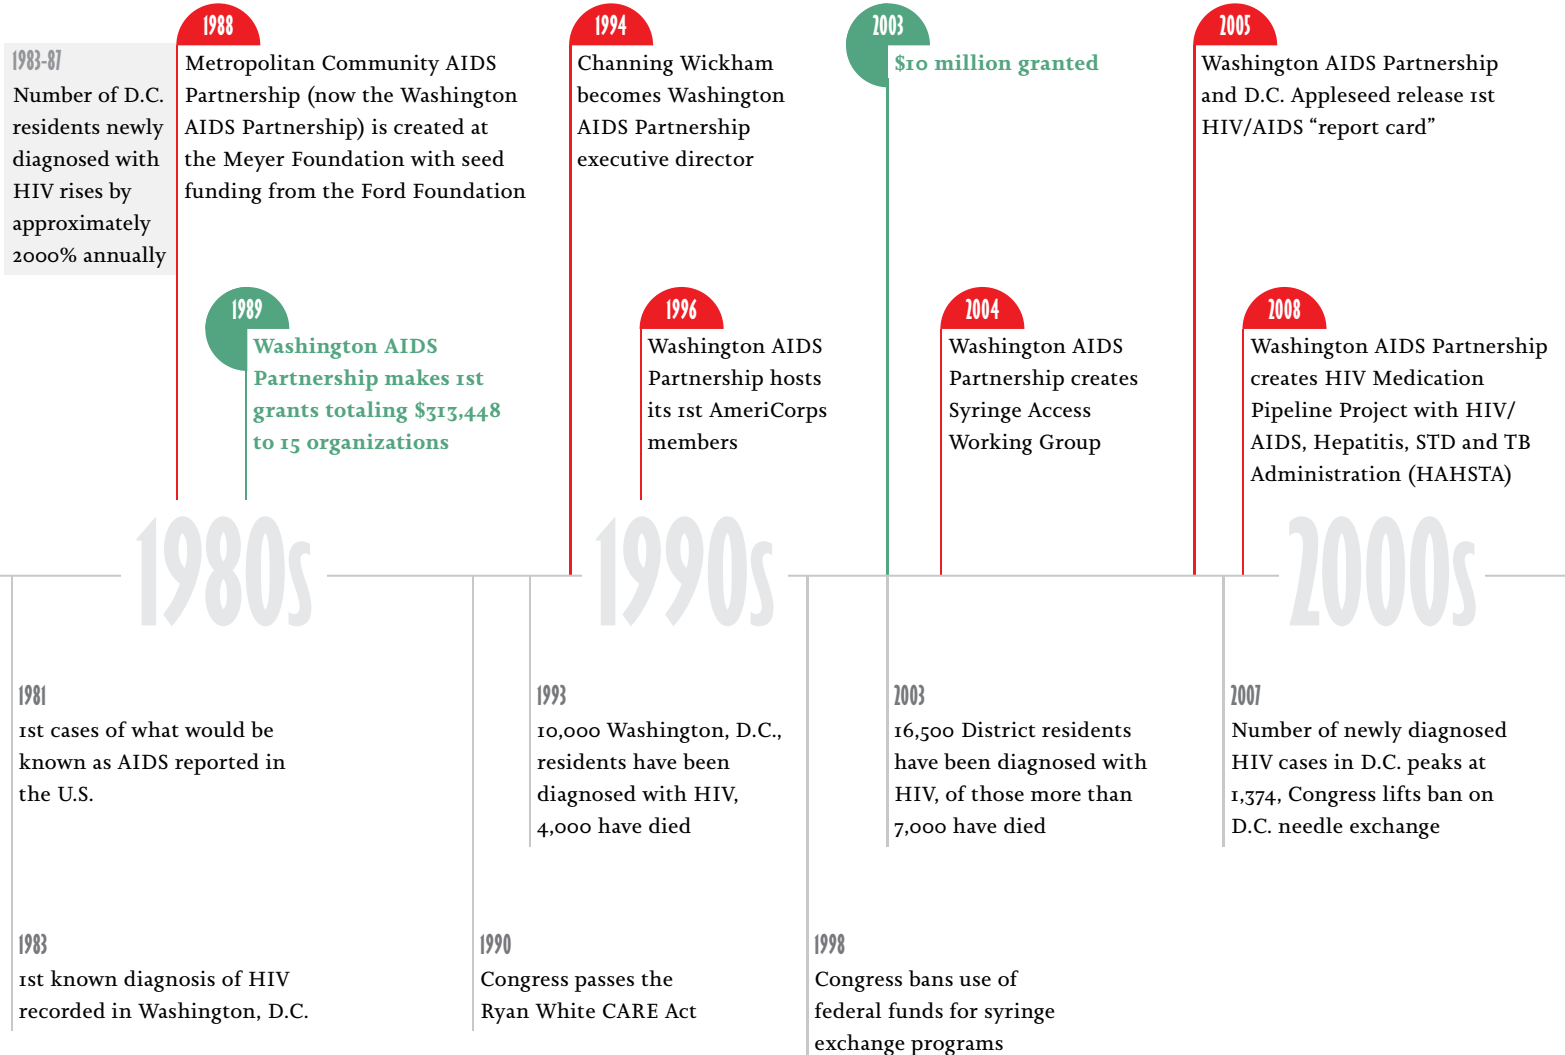 1983-87
Number of D.C.
residents newly
diagnosed with
HIV rises by
approximately
2000% annually
1988
Metropolitan Community AIDS
Partnership (now the Washington
AIDS Partnership) is created at
the Meyer Foundation with seed
funding from the Ford Foundation
1994
Channing Wickham
becomes Washington
AIDS Partnership
executive director
2003
$10 million granted
2005
Washington AIDS Partnership
and D.C. Appleseed release 1st
HIV/AIDS “report card”
1989
Washington AIDS
Partnership makes 1st
grants totaling $313,448
to 15 organizations
1996
Washington AIDS
Partnership hosts
its 1st AmeriCorps
members
2004
Washington AIDS
Partnership creates
Syringe Access
Working Group
2008
Washington AIDS Partnership
creates HIV Medication
Pipeline Project with HIV/
AIDS, Hepatitis, STD and TB
Administration (HAHSTA)
1980s
1990s
2000s
1981
1st cases of what would be
known as AIDS reported in
the U.S.
1993
10,000 Washington, D.C.,
residents have been
diagnosed with HIV,
4,000 have died
2003
16,500 District residents
have been diagnosed with
HIV, of those more than
7,000 have died
2007
Number of newly diagnosed
HIV cases in D.C. peaks at
1,374, Congress lifts ban on
D.C. needle exchange
1983
1st known diagnosis of HIV
recorded in Washington, D.C.
1990
Congress passes the
Ryan White CARE Act
1998
Congress bans use of
federal funds for syringe
exchange programs